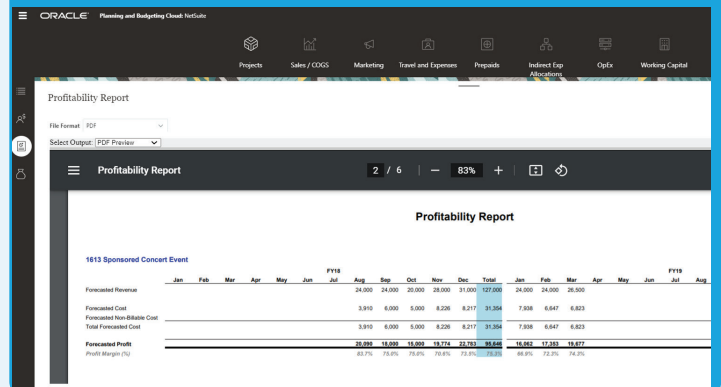 ORACLE Planning and Budgeting Cloud: NetSuite
Projects Sales / COGS Marketing Travel and Expenses Prepaids Indirect Exp Allocations OpEx Working Capital
Profitability Report
File Format PDF
Select Output: PDF Preview
Profitability Report 2 / 6 83%
Profitability Report
1613 Sponsored Concert Event
FY18 FY19
Jan Feb Mar Apr May Jun Jul Aug Sep Oct Nov Dec Total Jan Feb Mar Apr May Jun Jul Aug
Forecasted Revenue 24,000 24,000 20,000 28,000 31,000 127,000 24,000 24,000 26,500
Forecasted Cost 3,910 6,000 5,000 8,226 8,217 31,354 7,938 6,647 6,823
Forecasted Non-Billable Cost
Total Forecasted Cost 3,910 6,000 5,000 8,226 8,217 31,354 7,938 6,647 6,823
Forecasted Profit 20,090 18,000 15,000 19,774 22,783 95,646 16,062 17,353 19,677
Profit Margin (%) 83.7% 75.0% 75.0% 70.6% 73.5% 75.3% 66.9% 72.3% 74.3%